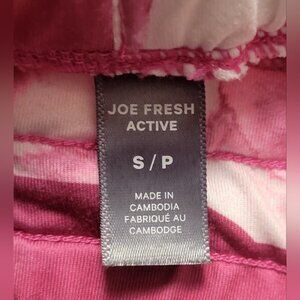 JOE FRESH
ACTIVE
S / P
MADE IN
CAMBODIA
FABRIQUÉ AU
CAMBODGE